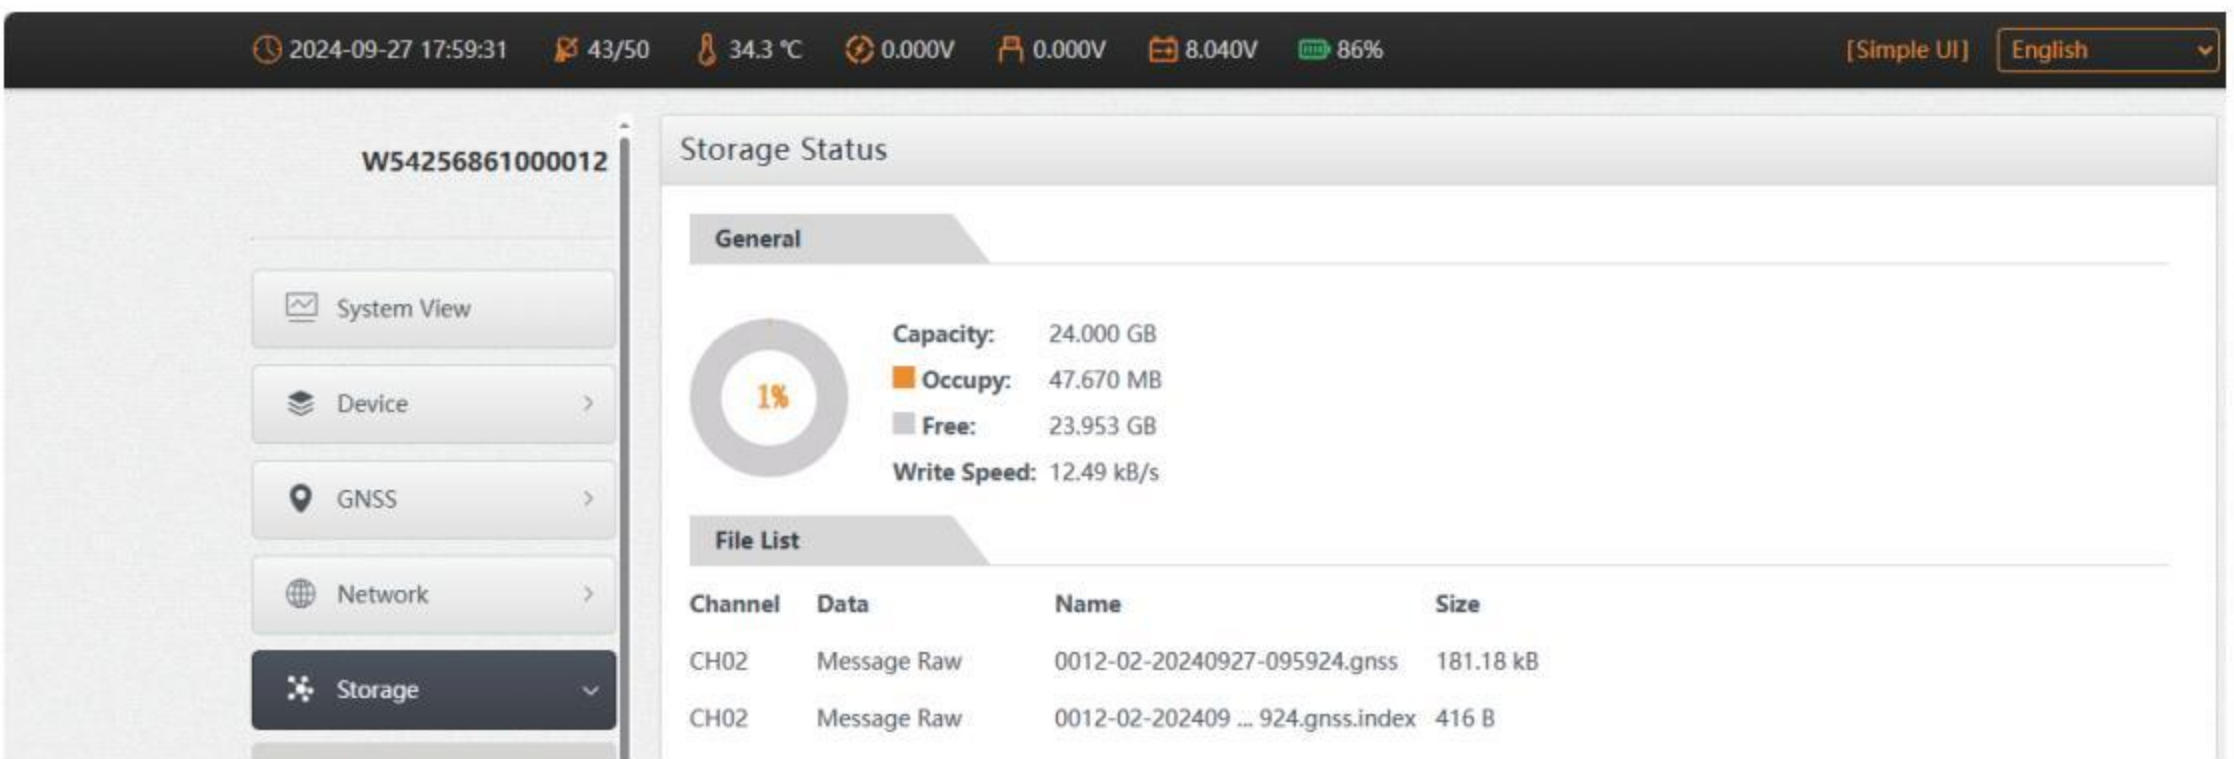 2024-09-27 17:59:31 43/50 34.3 ℃ 0.000V 0.000V 8.040V 86% [Simple UI] English
W54256861000012
System View
Device
GNSS
Network
Storage
Storage Status
General
1%
Capacity: 24.000 GB
Occupy: 47.670 MB
Free: 23.953 GB
Write Speed: 12.49 kB/s
File List
Channel Data Name Size
CH02 Message Raw 0012-02-20240927-095924.gnss 181.18 kB
CH02 Message Raw 0012-02-202409 ... 924.gnss.index 416 B